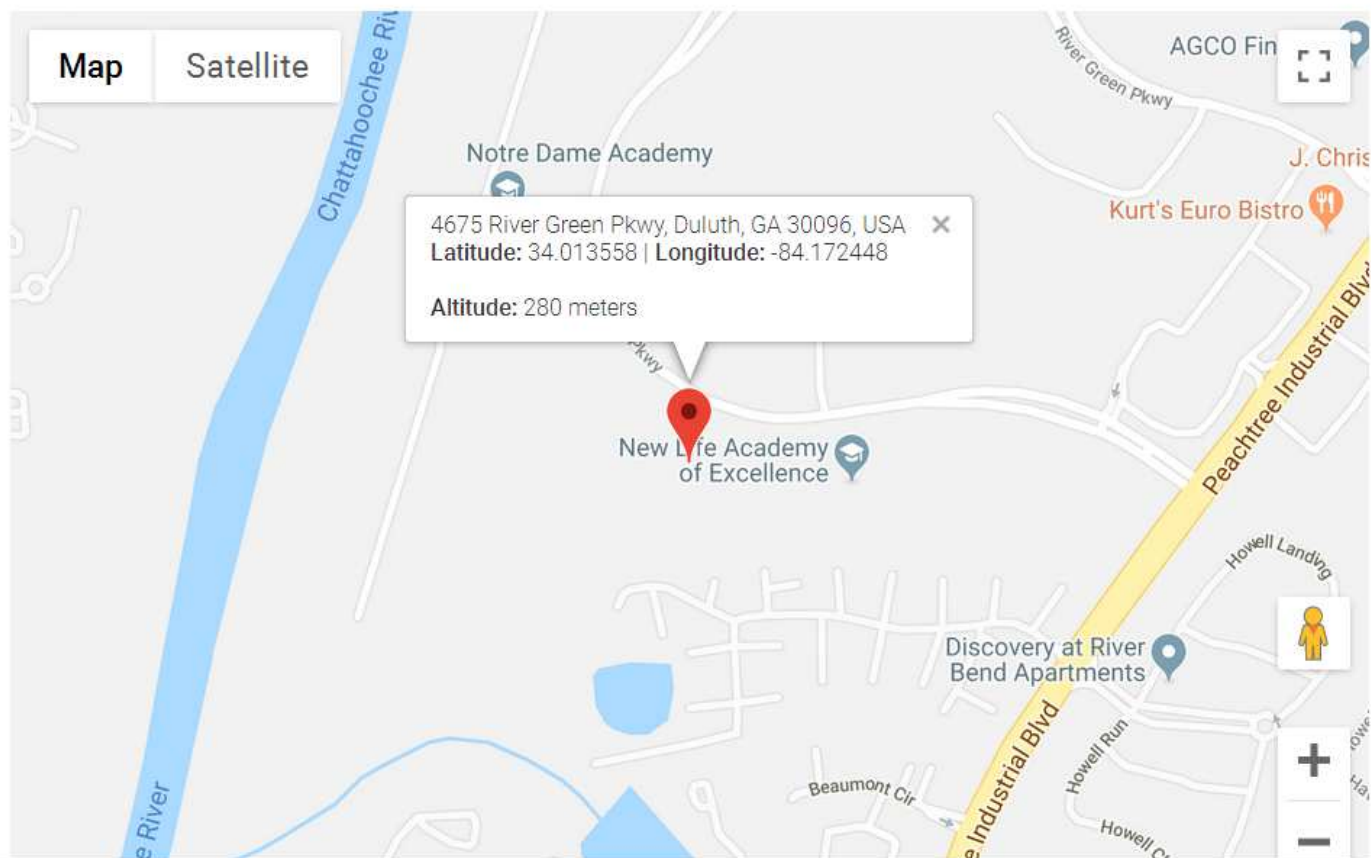 Map
Satellite
Chattahoochee Riv
River Green Pkwy
AGCO Fin
Notre Dame Academy
J. Chris
Kurt's Euro Bistro
4675 River Green Pkwy, Duluth, GA 30096, USA
Latitude: 34.013558 | Longitude: -84.172448
Altitude: 280 meters
Pkwy
New Life Academy
of Excellence
Peachtree Industrial Blvd
Howell Landing
Discovery at River
Bend Apartments
e Industrial Blvd
Howell Run
Beaumont Cir
e River
Howell C